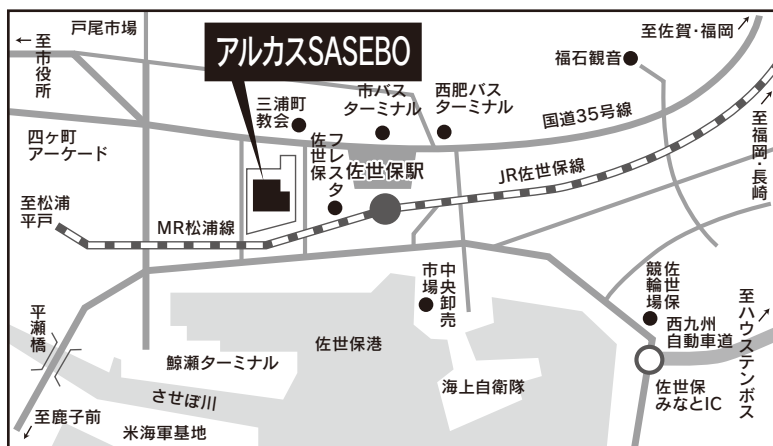 戸尾市場
←至市役所
アルカスSASEBO
至佐賀・福岡
福石観音
三浦町
教会
市バス
ターミナル
西肥バス
ターミナル
国道35号線
四ヶ町
アーケード
フレスタ
佐世保
佐世保駅
JR佐世保線
至福岡・長崎
至松浦
平戸
MR松浦線
中央卸売
市場
佐世保
競輪場
至ハウステンボス
西九州
自動車道
平瀬橋
佐世保港
鯨瀬ターミナル
海上自衛隊
佐世保
みなとIC
させぼ川
至鹿子前
米海軍基地